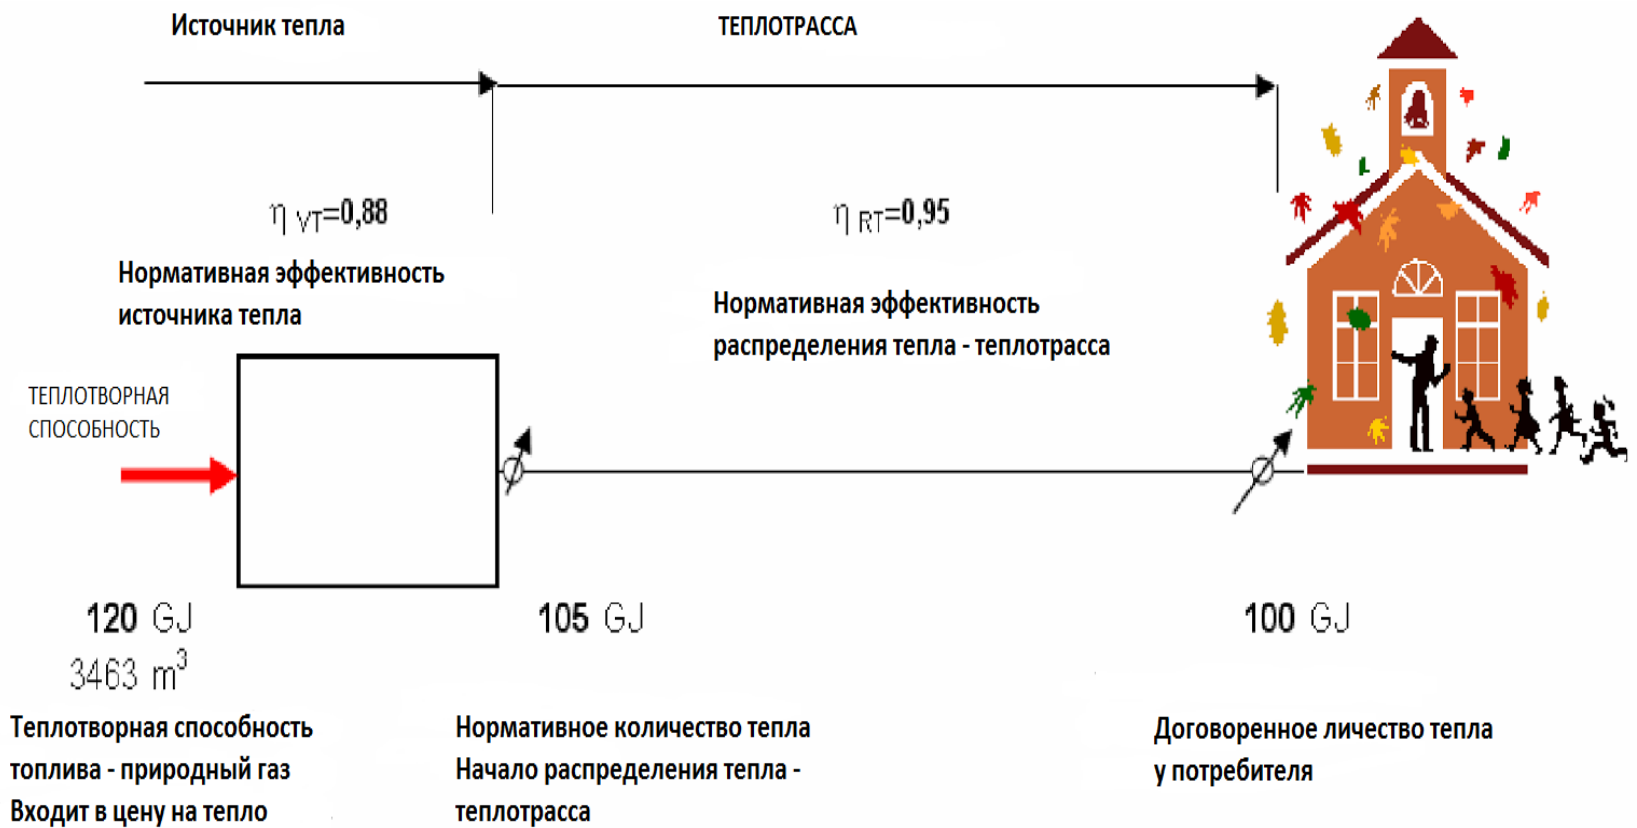 Источник тепла
ТЕПЛОТРАССА
η VT=0,88
η RT=0,95
Нормативная эффективность
источника тепла
Нормативная эффективность
распределения тепла - теплотрасса
ТЕПЛОТВОРНАЯ
СПОСОБНОСТЬ
120 GJ
3463 m³
105 GJ
100 GJ
Теплотворная способность
топлива - природный газ
Входит в цену на тепло
Нормативное количество тепла
Начало распределения тепла -
теплотрасса
Договоренное личество тепла
у потребителя